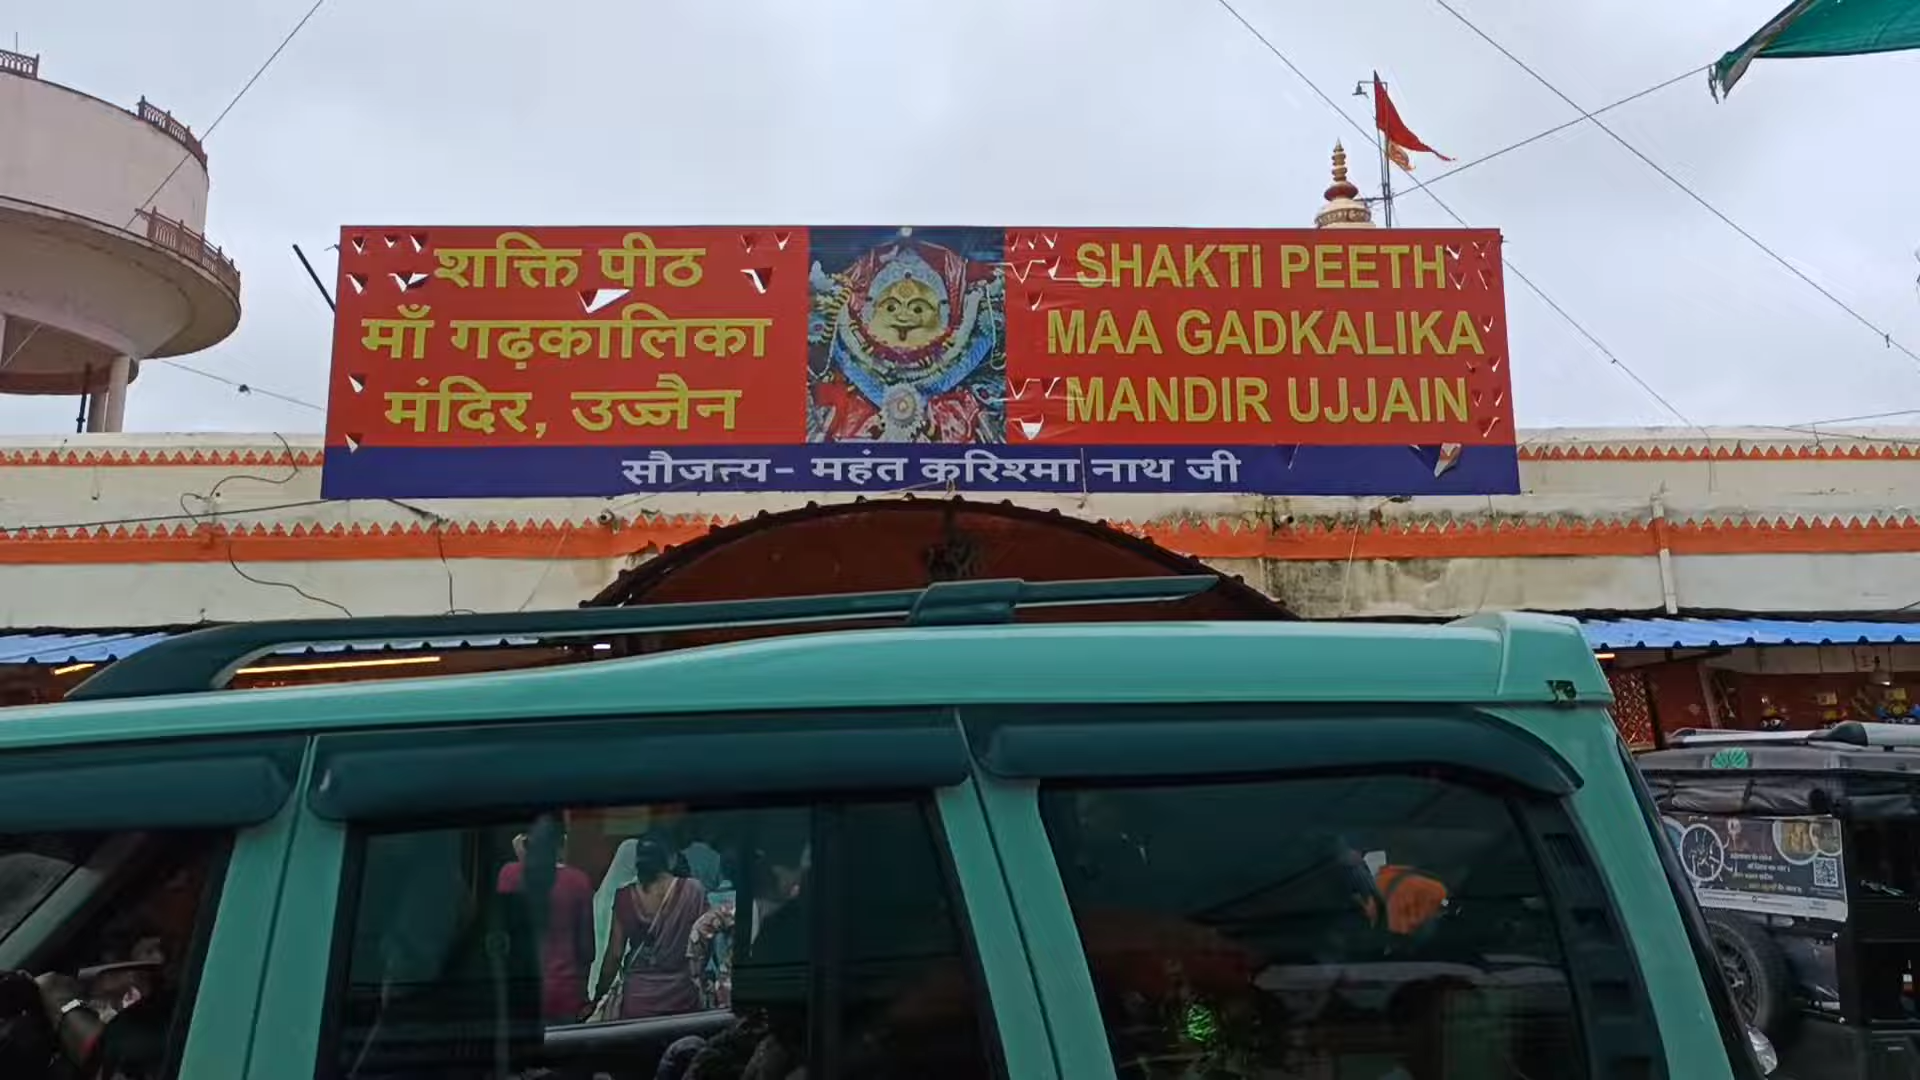 शक्ति पीठ
माँ गढ़कालिका
मंदिर, उज्जैन
SHAKTI PEETH
MAA GADKALIKA
MANDIR UJJAIN
सौजन्य - महंत करिश्मा नाथ जी